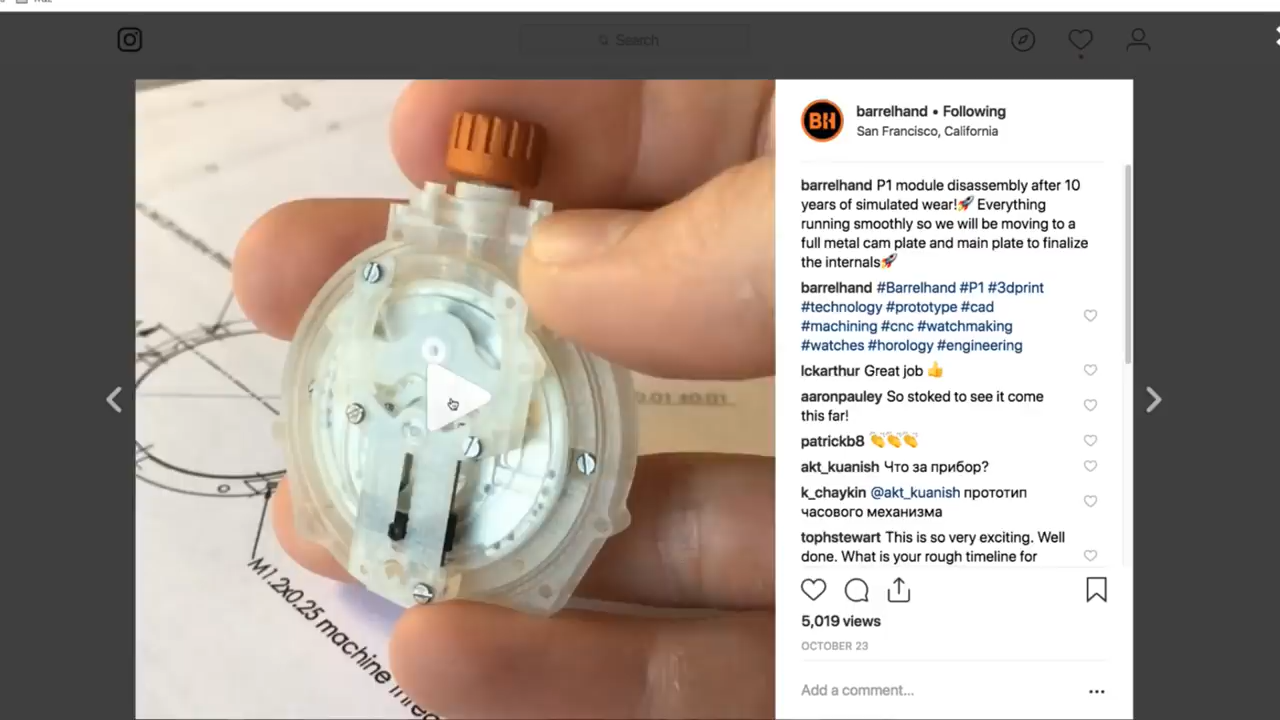 Search
BH
barrelhand • Following
San Francisco, California
barrelhand P1 module disassembly after 10
years of simulated wear!🚀 Everything
running smoothly so we will be moving to a
full metal cam plate and main plate to finalize
the internals🚀
barrelhand #Barrelhand #P1 #3dprint
#technology #prototype #cad
#machining #cnc #watchmaking
#watches #horology #engineering
lckarthur Great job 👍
aaronpauley So stoked to see it come
this far!
patrickb8 👏👏👏
akt_kuanish Что за прибор?
k_chaykin @akt_kuanish прототип
часового механизма
tophstewart This is so very exciting. Well
done. What is your rough timeline for
5,019 views
OCTOBER 23
Add a comment...
M1.2x0.25 machine